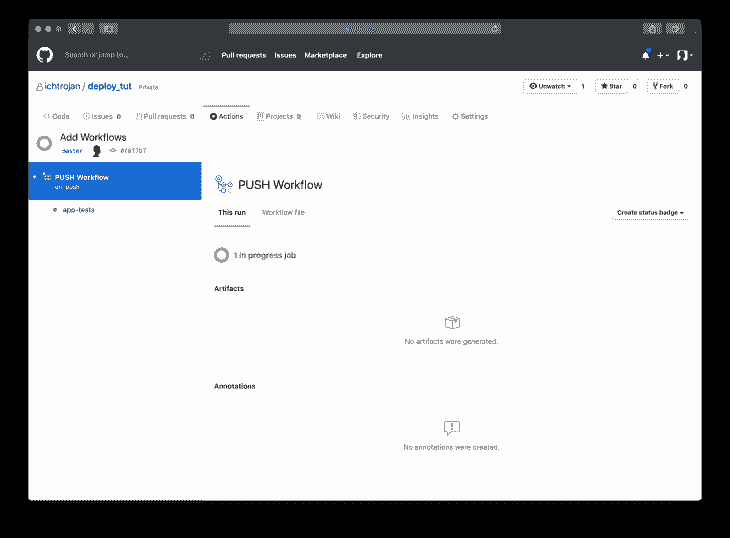 Search or jump to...
Pull requests Issues Marketplace Explore
ichtrojan / deploy_tut Private
Unwatch 1 Star 0 Fork 0
Code Issues 0 Pull requests 0 Actions Projects 0 Wiki Security Insights Settings
Add Workflows
master
PUSH Workflow
on: push
app-tests
PUSH Workflow
This run Workflow file
Create status badge
1 in progress job
Artifacts
No artifacts were generated.
Annotations
No annotations were created.